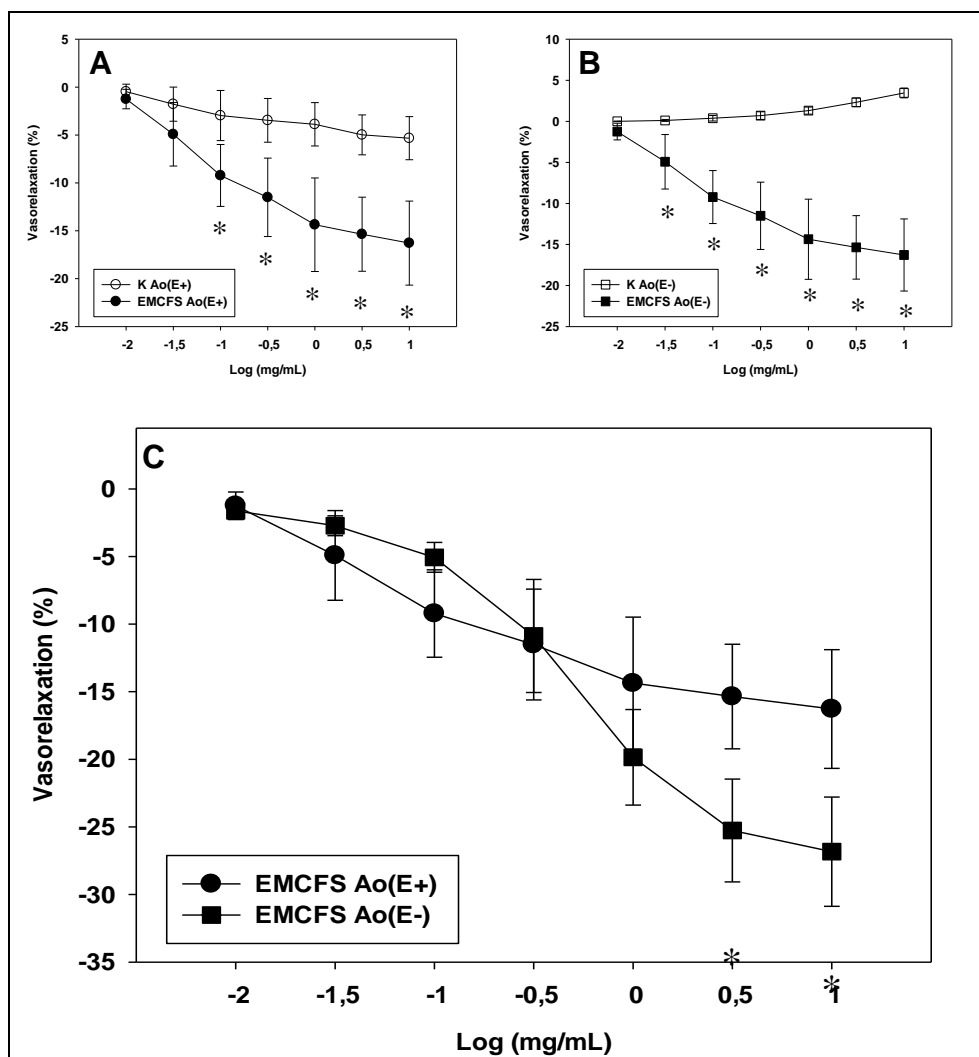 A
Vasorelaxation (%)
5
0
-5
-10
-15
-20
-25
* * * * *
K Ao(E+)
EMCFS Ao(E+)
-2 -1,5 -1 -0,5 0 0,5 1
Log (mg/mL)
B
Vasorelaxation (%)
10
5
0
-5
-10
-15
-20
-25
* * * * * *
K Ao(E-)
EMCFS Ao(E-)
-2 -1,5 -1 -0,5 0 0,5 1
Log (mg/mL)
C
Vasorelaxation (%)
0
-5
-10
-15
-20
-25
-30
-35
EMCFS Ao(E+)
EMCFS Ao(E-)
* *
-2 -1,5 -1 -0,5 0 0,5 1
Log (mg/mL)